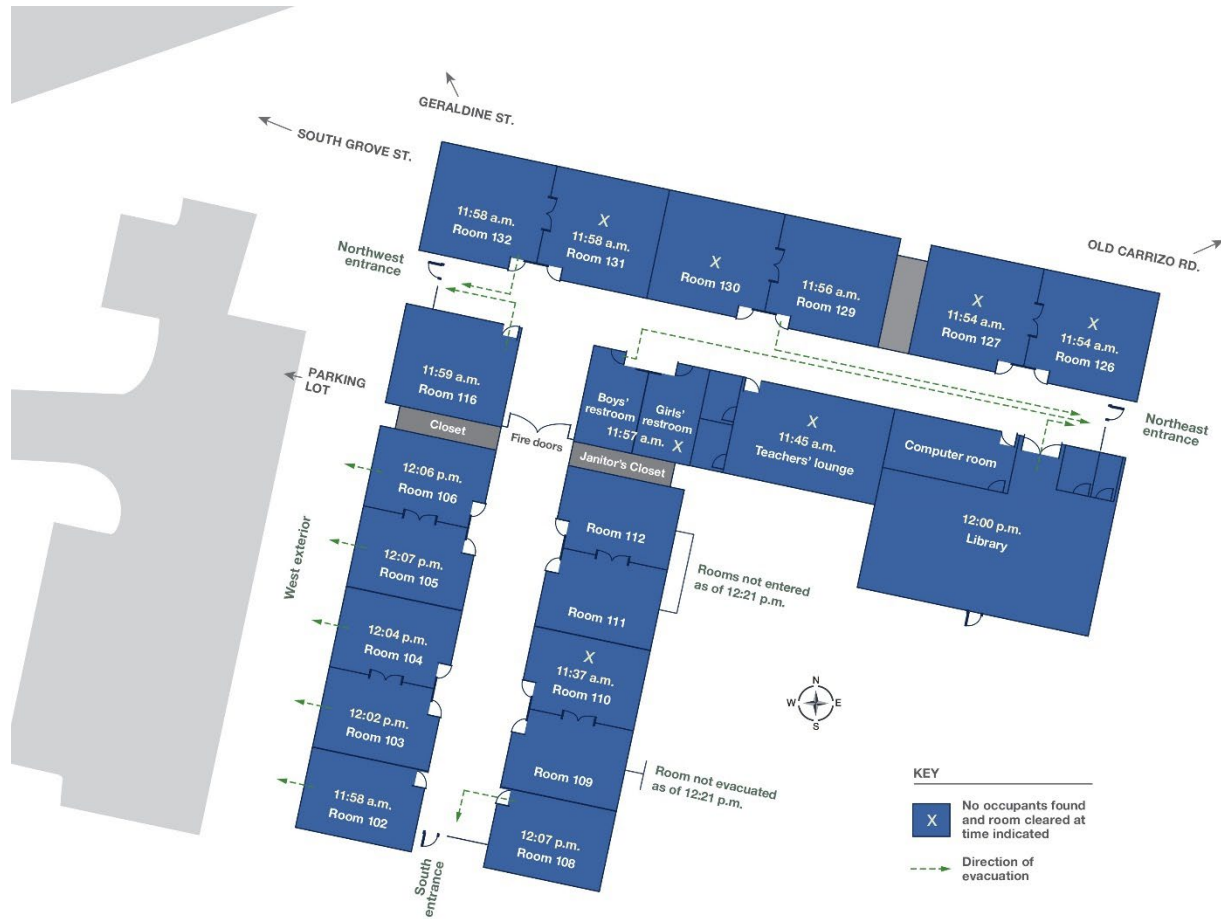 GERALDINE ST.
SOUTH GROVE ST.
OLD CARRIZO RD.
11:58 a.m.
Room 132
X
11:58 a.m.
Room 131
X
Room 130
11:56 a.m.
Room 129
X
11:54 a.m.
Room 127
X
11:54 a.m.
Room 126
Northwest
entrance
PARKING
LOT
11:59 a.m.
Room 116
Closet
Fire doors
Boys'
restroom
Girls'
restroom
11:57 a.m.
X
Janitor's Closet
X
11:45 a.m.
Teachers' lounge
Computer room
Northeast
entrance
12:00 p.m.
Library
12:06 p.m.
Room 106
12:07 p.m.
Room 105
12:04 p.m.
Room 104
12:02 p.m.
Room 103
11:58 a.m.
Room 102
West exterior
Room 112
Room 111
Rooms not entered
as of 12:21 p.m.
X
11:37 a.m.
Room 110
Room 109
Room not evacuated
as of 12:21 p.m.
12:07 p.m.
Room 108
South
entrance
N
W
E
S
KEY
X
No occupants found
and room cleared at
time indicated
Direction of
evacuation